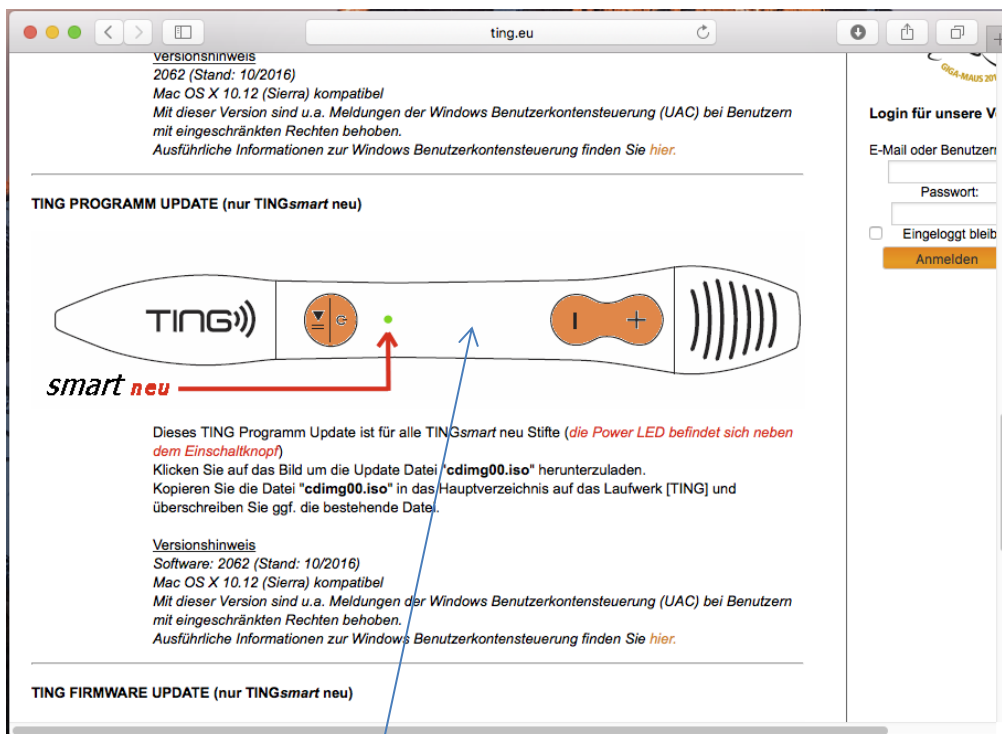 ting.eu
Versionshinweis
2062 (Stand: 10/2016)
Mac OS X 10.12 (Sierra) kompatibel
Mit dieser Version sind u.a. Meldungen der Windows Benutzerkontensteuerung (UAC) bei Benutzern
mit eingeschränkten Rechten behoben.
Ausführliche Informationen zur Windows Benutzerkontensteuerung finden Sie hier.
TING PROGRAMM UPDATE (nur TINGsmart neu)
TING
smart neu
Dieses TING Programm Update ist für alle TINGsmart neu Stifte (die Power LED befindet sich neben
dem Einschaltknopf)
Klicken Sie auf das Bild um die Update Datei "cdimg00.iso" herunterzuladen.
Kopieren Sie die Datei "cdimg00.iso" in das Hauptverzeichnis auf das Laufwerk [TING] und
überschreiben Sie ggf. die bestehende Datei.
Versionshinweis
Software: 2062 (Stand: 10/2016)
Mac OS X 10.12 (Sierra) kompatibel
Mit dieser Version sind u.a. Meldungen der Windows Benutzerkontensteuerung (UAC) bei Benutzern
mit eingeschränkten Rechten behoben.
Ausführliche Informationen zur Windows Benutzerkontensteuerung finden Sie hier.
TING FIRMWARE UPDATE (nur TINGsmart neu)
GIGA-MAUS 201
Login für unsere V
E-Mail oder Benutzern
Passwort:
Eingeloggt bleib
Anmelden